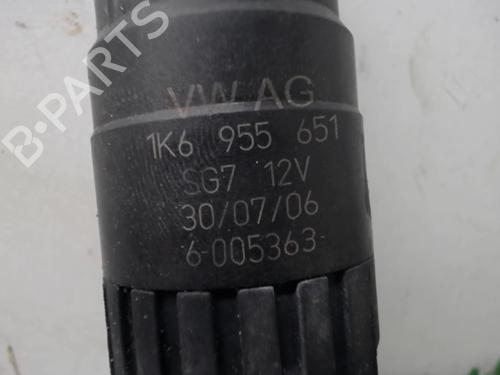 B-PARTS
VW AG
1K6 955 651
SG7 12V
30/07/06
6-005363-